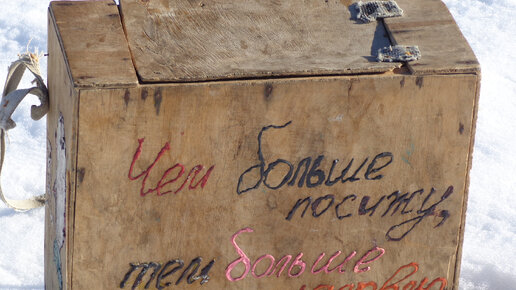 Чем больше
посижу,
тем больше